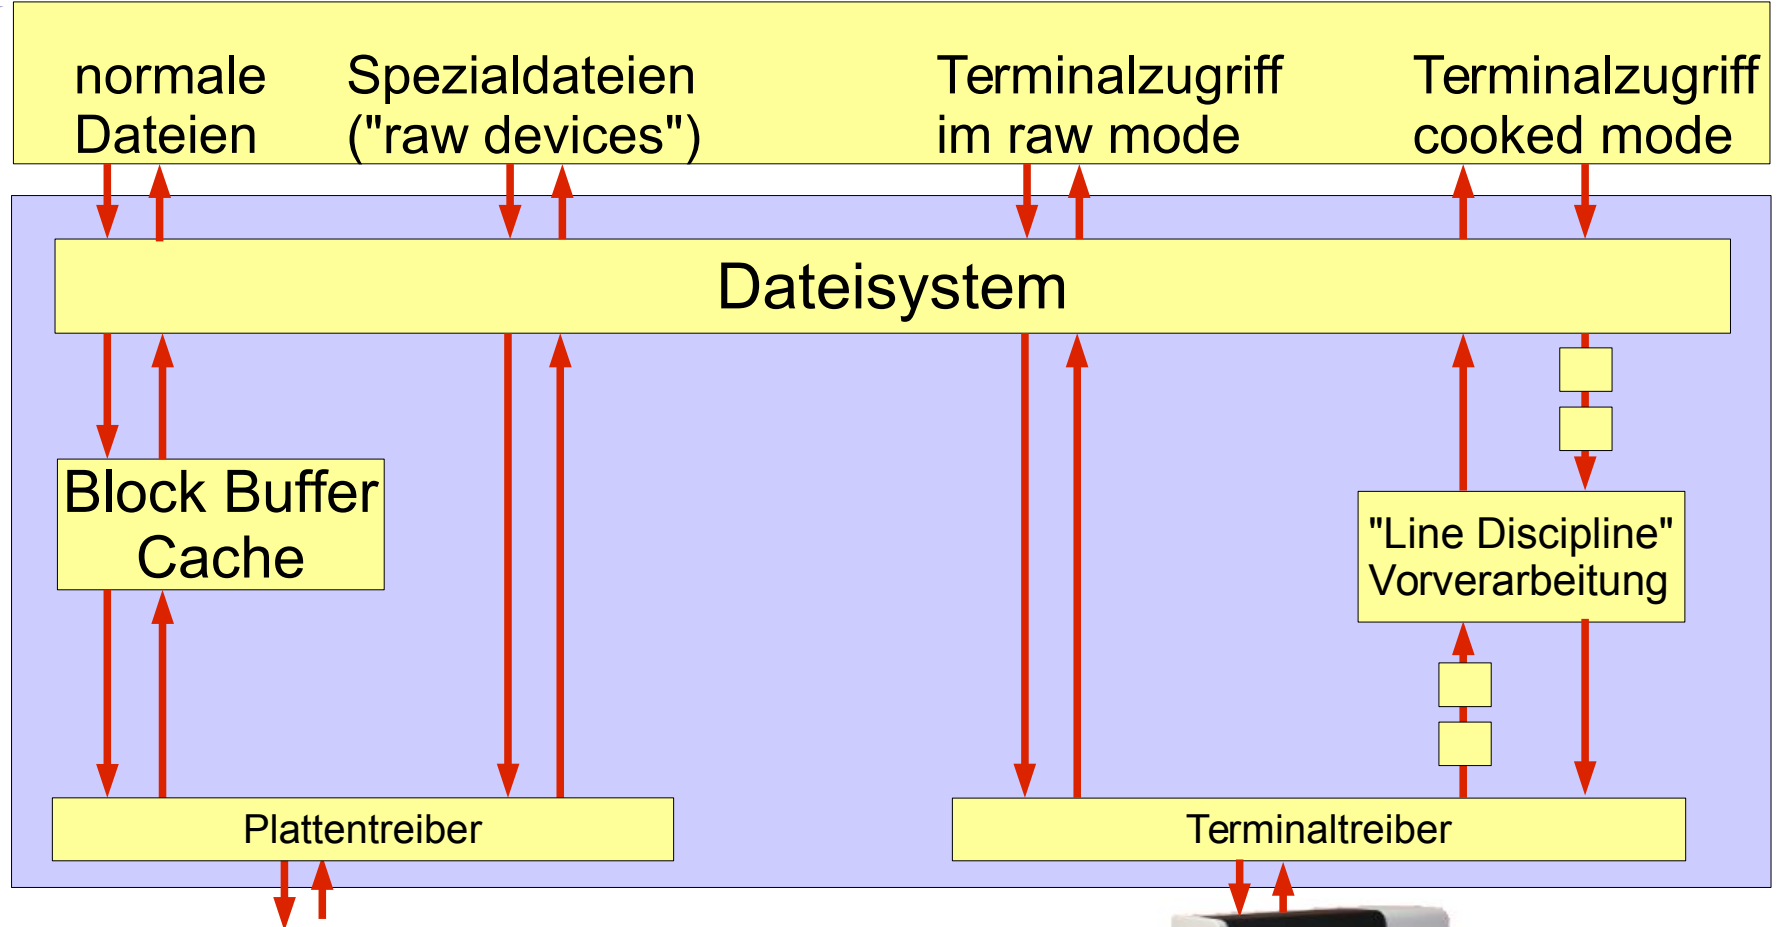 normale
Dateien
Spezialdateien
("raw devices")
Terminalzugriff
im raw mode
Terminalzugriff
cooked mode
Dateisystem
Block Buffer
Cache
"Line Discipline"
Vorverarbeitung
Plattentreiber
Terminaltreiber